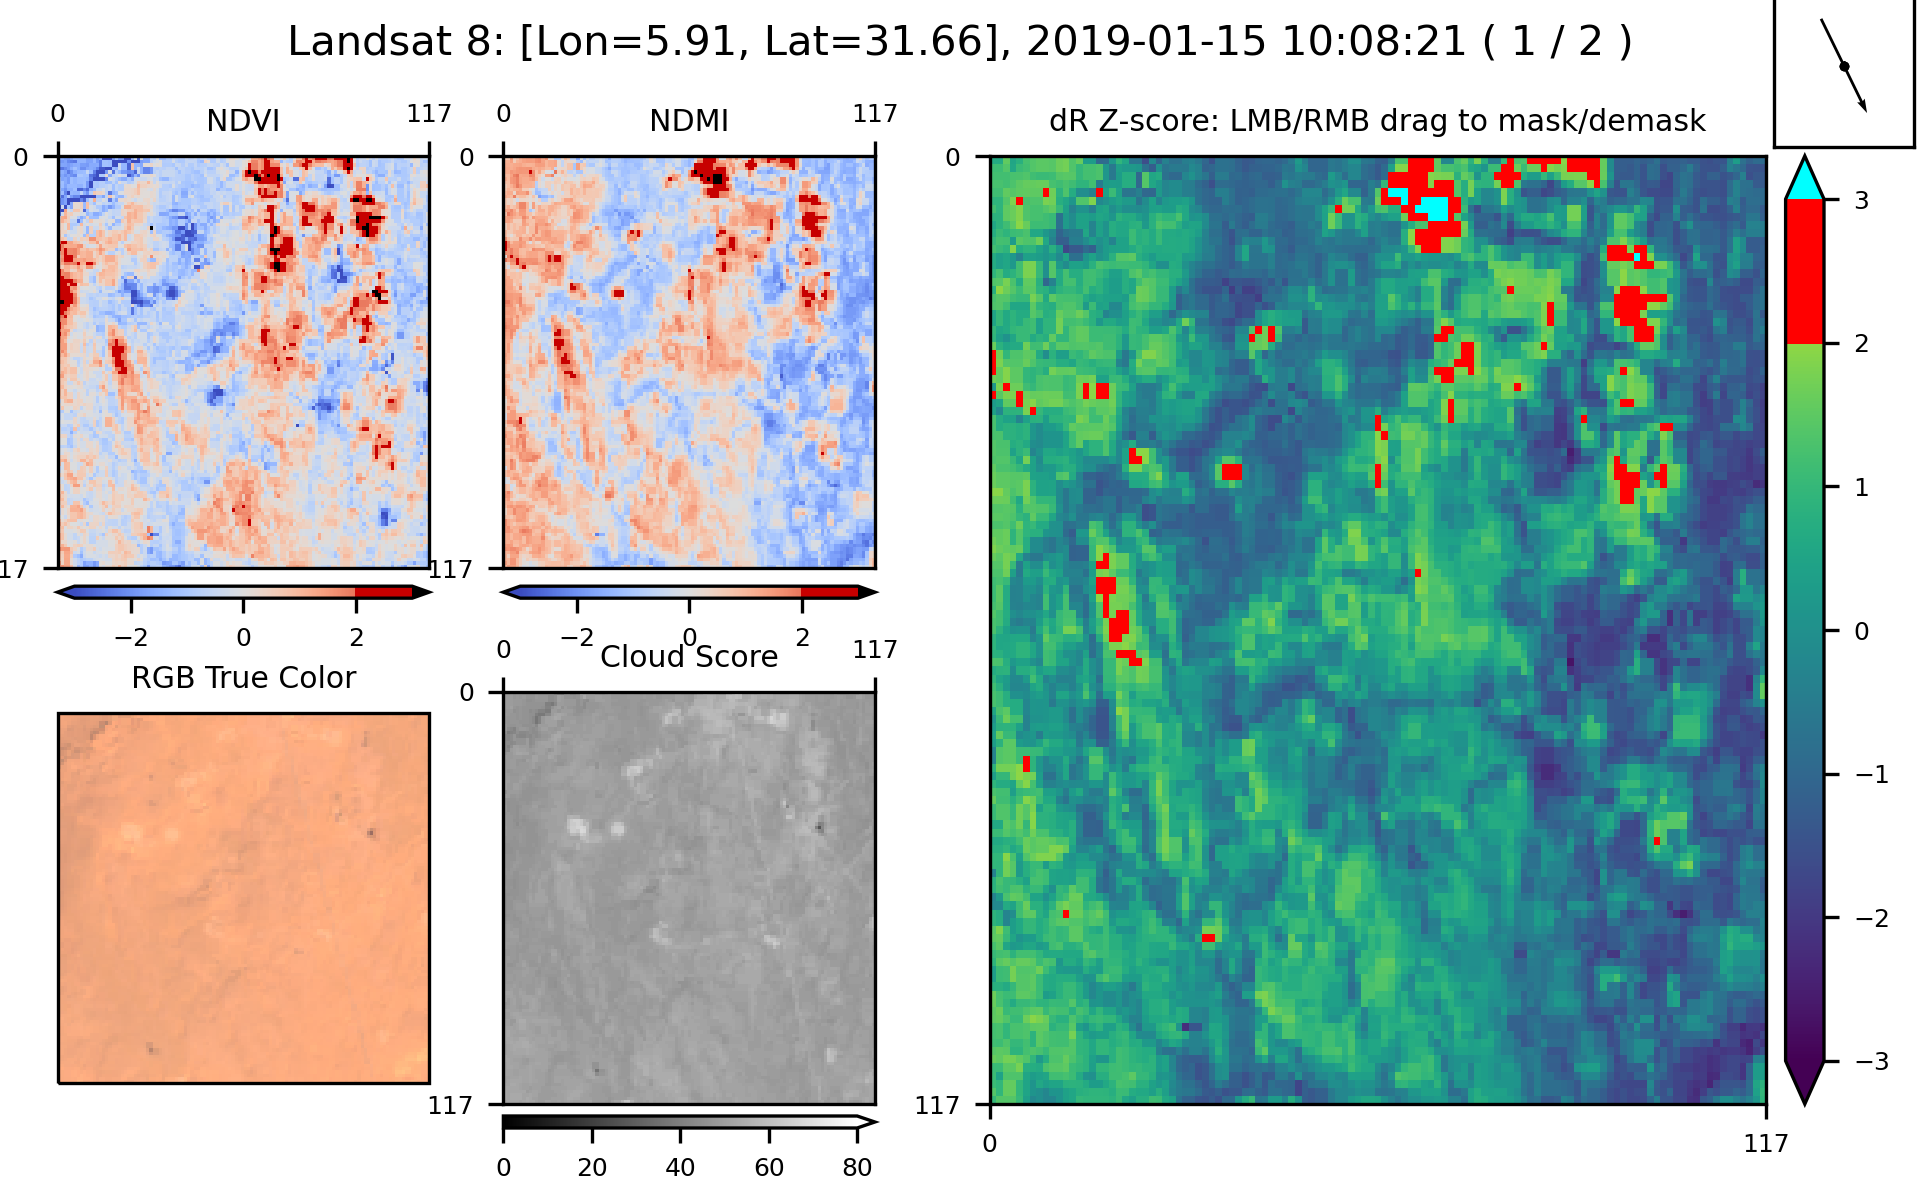 Landsat 8: [Lon=5.91, Lat=31.66], 2019-01-15 10:08:21 ( 1 / 2 )
0 NDVI 117
0
17
−2 0 2
0 NDMI 117
0
117
−2 0 2
dR Z-score: LMB/RMB drag to mask/demask
0
117
0 117
3
2
1
0
−1
−2
−3
RGB True Color
0 Cloud Score 117
0
117
0 20 40 60 80